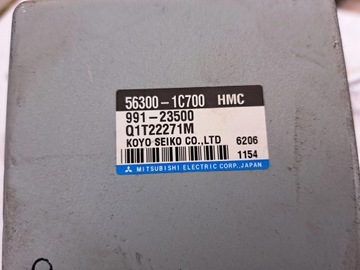 56300-1C700 HMC
991-23500
Q1T22271M
KOYO SEIKO CO.,LTD 6206
1154
MITSUBISHI ELECTRIC CORP.,JAPAN